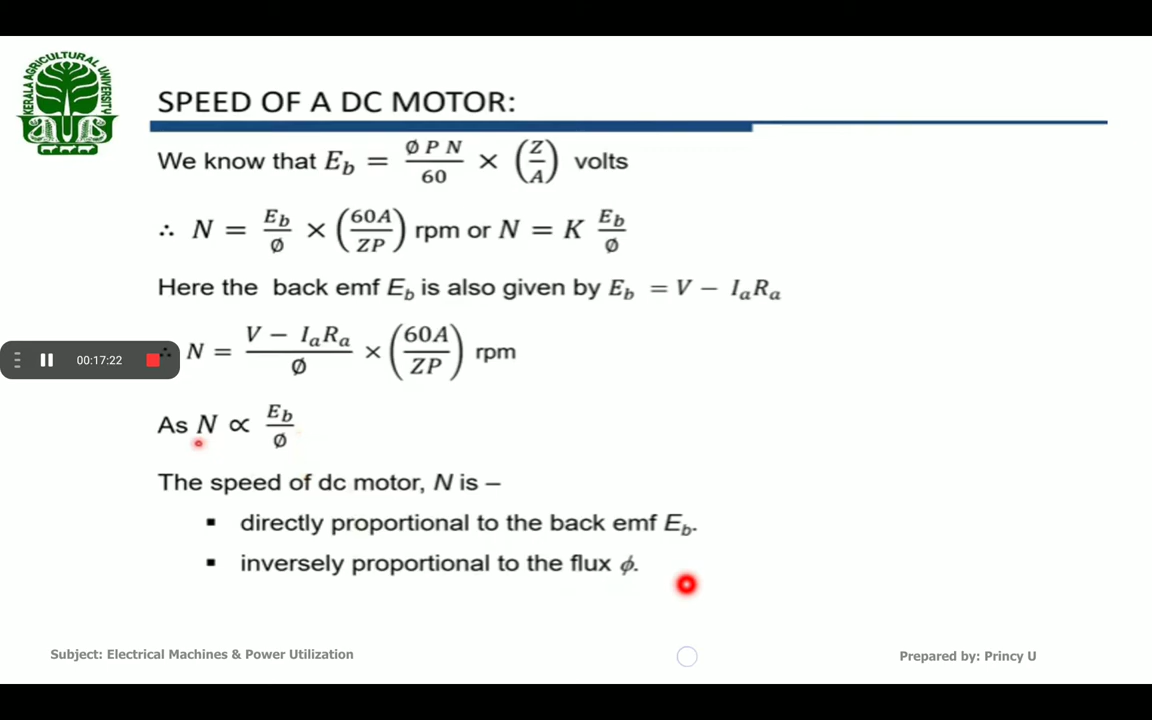 KERALA AGRICULTURAL UNIVERSITY
SPEED OF A DC MOTOR:
We know that E_b = Ø P N / 60 × (Z/A) volts
∴ N = E_b/Ø × (60A/ZP) rpm or N = K E_b/Ø
Here the back emf E_b is also given by E_b = V − I_aR_a
N = (V − I_aR_a)/Ø × (60A/ZP) rpm
00:17:22
As N ∝ E_b/Ø
The speed of dc motor, N is –
▪ directly proportional to the back emf E_b.
▪ inversely proportional to the flux ϕ.
Subject: Electrical Machines & Power Utilization
Prepared by: Princy U